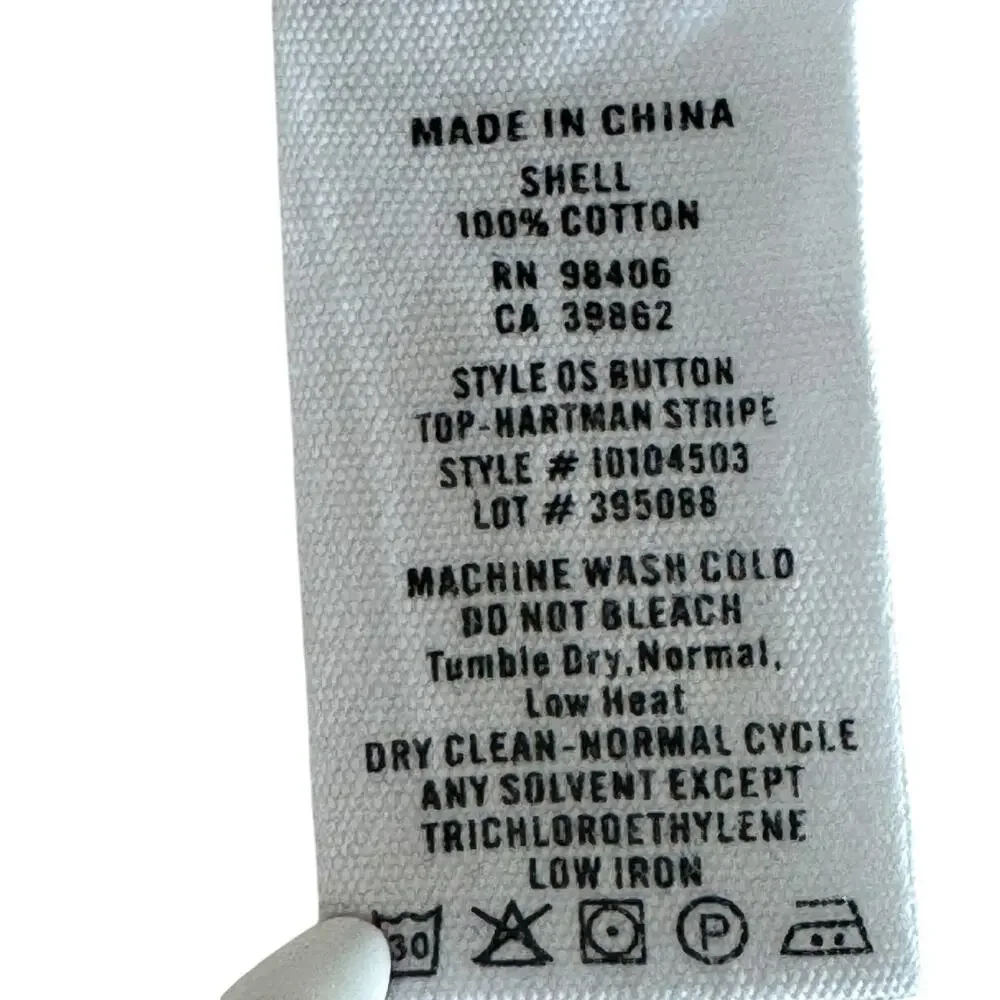 MADE IN CHINA
SHELL
100% COTTON
RN 98406
CA 39862
STYLE OS BUTTON
TOP-HARTMAN STRIPE
STYLE # 10104503
LOT # 395088
MACHINE WASH COLD
DO NOT BLEACH
Tumble Dry,Normal,
Low Heat
DRY CLEAN-NORMAL CYCLE
ANY SOLVENT EXCEPT
TRICHLOROETHYLENE
LOW IRON
30 P